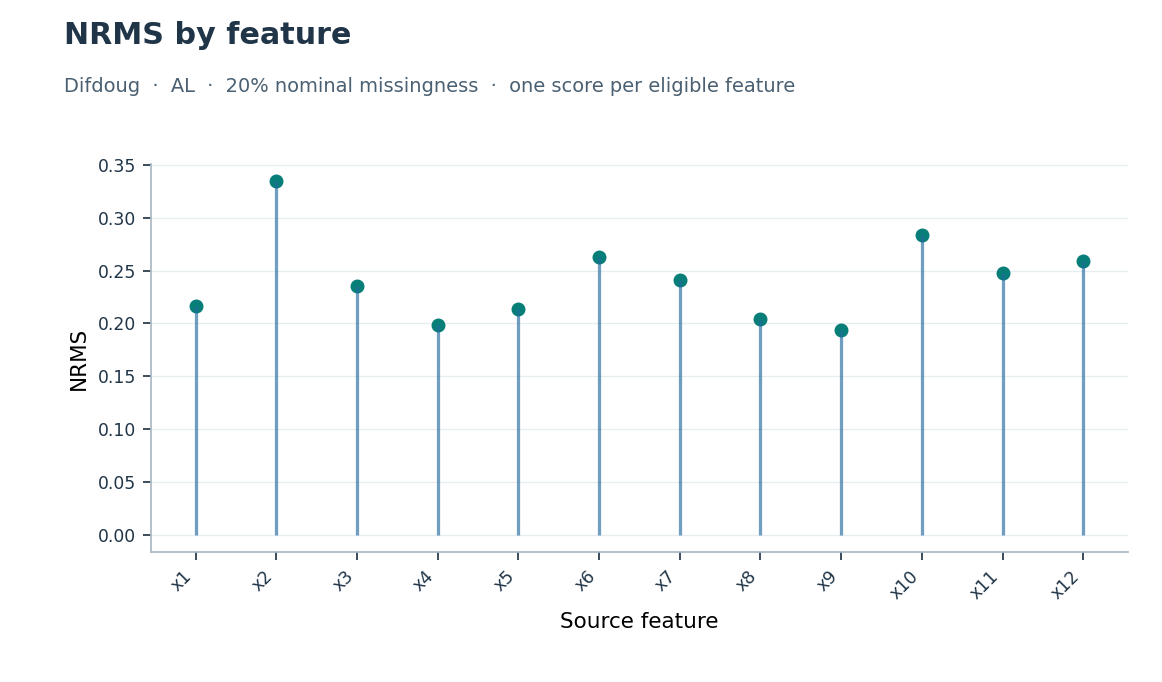 NRMS by feature
Difdoug · AL · 20% nominal missingness · one score per eligible feature
0.35
0.30
0.25
0.20
0.15
0.10
0.05
0.00
NRMS
x1 x2 x3 x4 x5 x6 x7 x8 x9 x10 x11 x12
Source feature